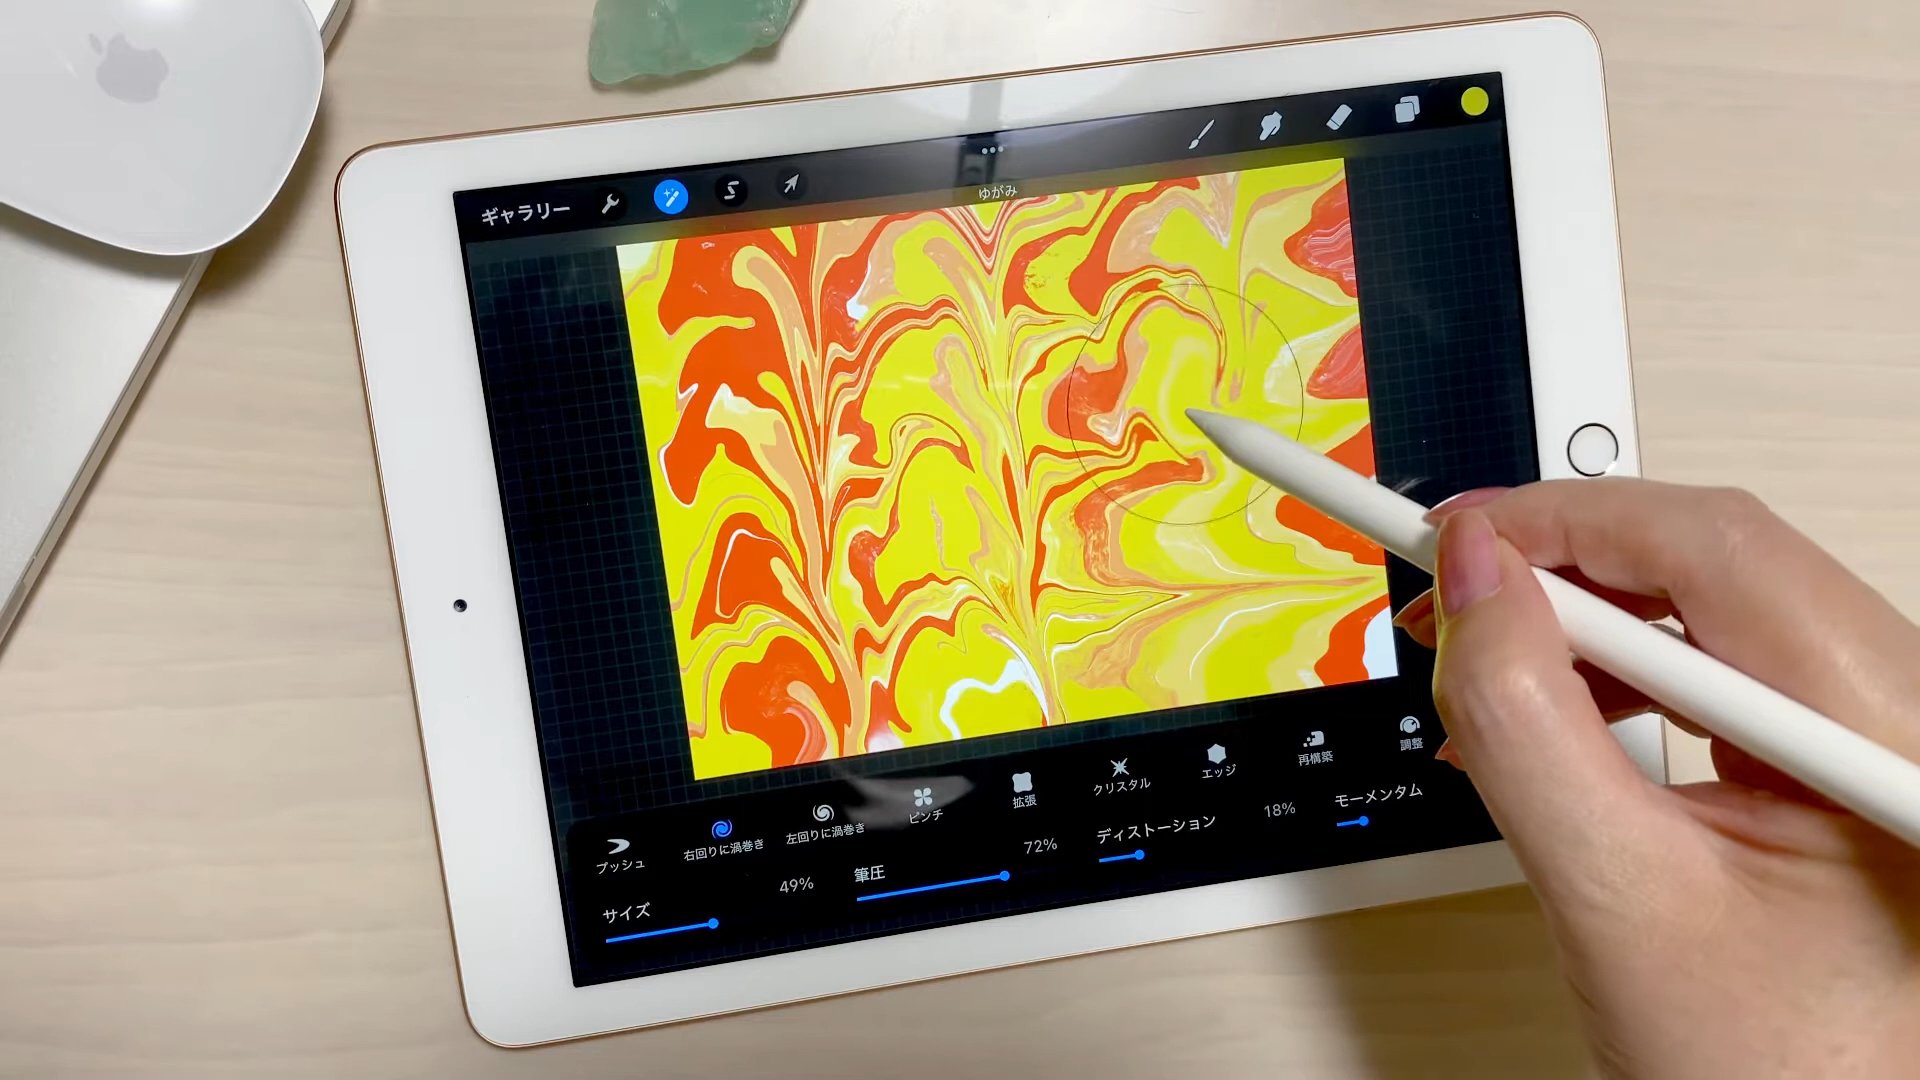 ギャラリー
ゆがみ
プッシュ
右回りに渦巻き
左回りに渦巻き
ピンチ
拡張
クリスタル
エッジ
再構築
調整
サイズ
49%
筆圧
72%
ディストーション
18%
モーメンタム